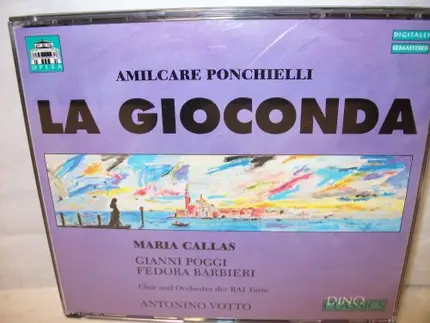 OPERA
DIGITALLY
REMASTERED
AMILCARE PONCHIELLI
LA GIOCONDA
MARIA CALLAS
GIANNI POGGI
FEDORA BARBIERI
Chor und Orchester der RAI Turin
ANTONINO VOTTO
DINO
CLASSICS